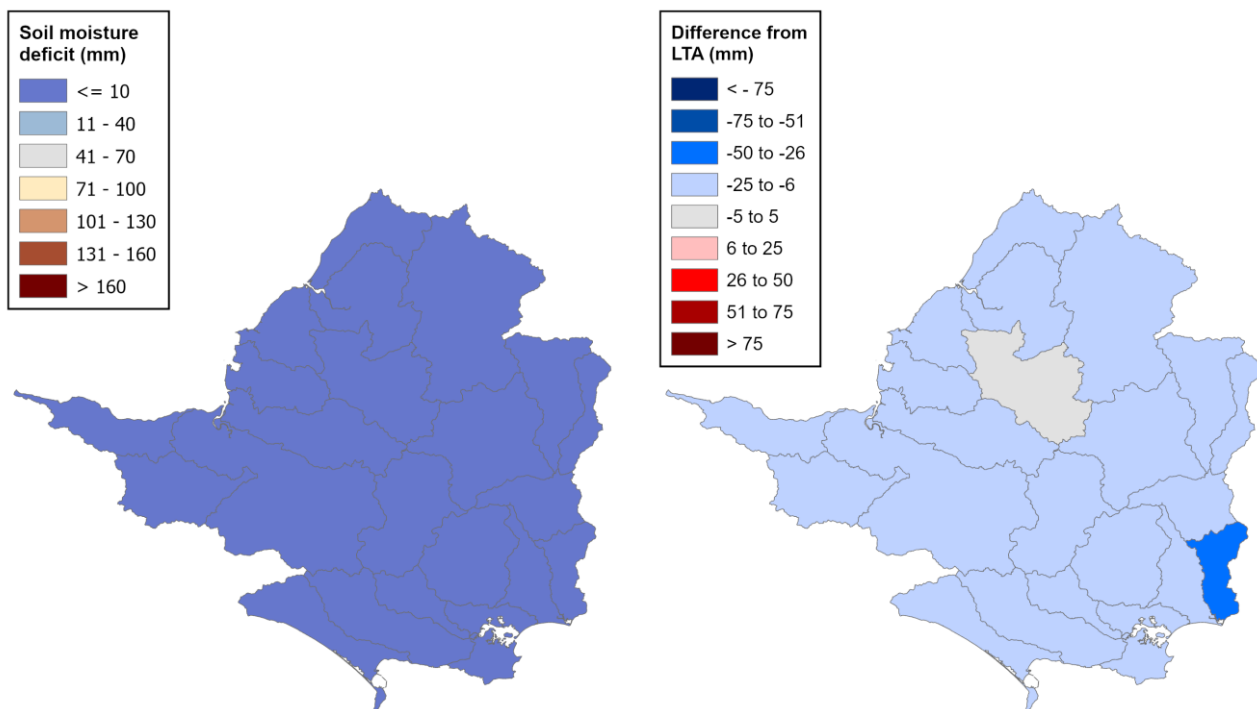 Soil moisture
deficit (mm)
<= 10
11 - 40
41 - 70
71 - 100
101 - 130
131 - 160
> 160
Difference from
LTA (mm)
< - 75
-75 to -51
-50 to -26
-25 to -6
-5 to 5
6 to 25
26 to 50
51 to 75
> 75